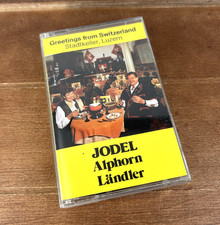 Greetings from Switzerland
Stadtkeller, Luzern
JODEL
Alphorn
Ländler